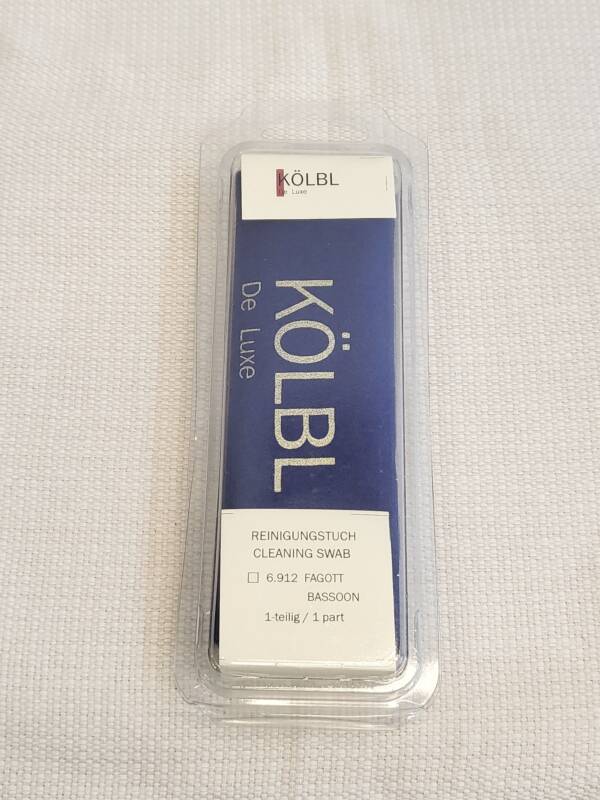 KÖLBL
De Luxe
KÖLBL
De Luxe
REINIGUNGSTUCH
CLEANING SWAB
6.912 FAGOTT
BASSOON
1-teilig / 1 part